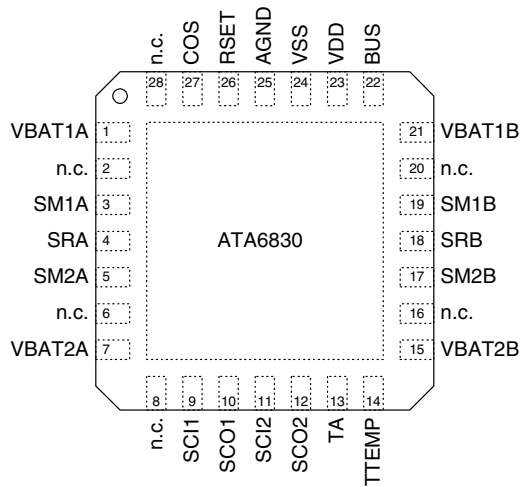 n.c.
COS
RSET
AGND
VSS
VDD
BUS
28 27 26 25 24 23 22
VBAT1A 1
n.c. 2
SM1A 3
SRA 4
SM2A 5
n.c. 6
VBAT2A 7
ATA6830
21 VBAT1B
20 n.c.
19 SM1B
18 SRB
17 SM2B
16 n.c.
15 VBAT2B
8 9 10 11 12 13 14
n.c.
SCI1
SCO1
SCI2
SCO2
TA
TTEMP